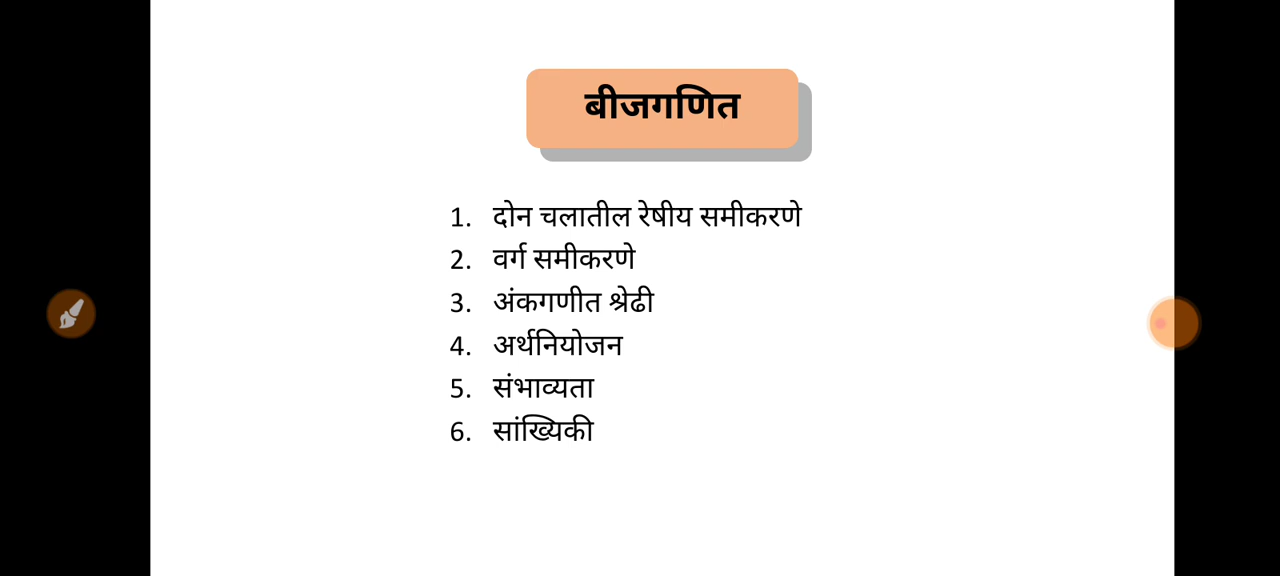 बीजगणित
1. दोन चलातील रेषीय समीकरणे
2. वर्ग समीकरणे
3. अंकगणीत श्रेढी
4. अर्थनियोजन
5. संभाव्यता
6. सांख्यिकी